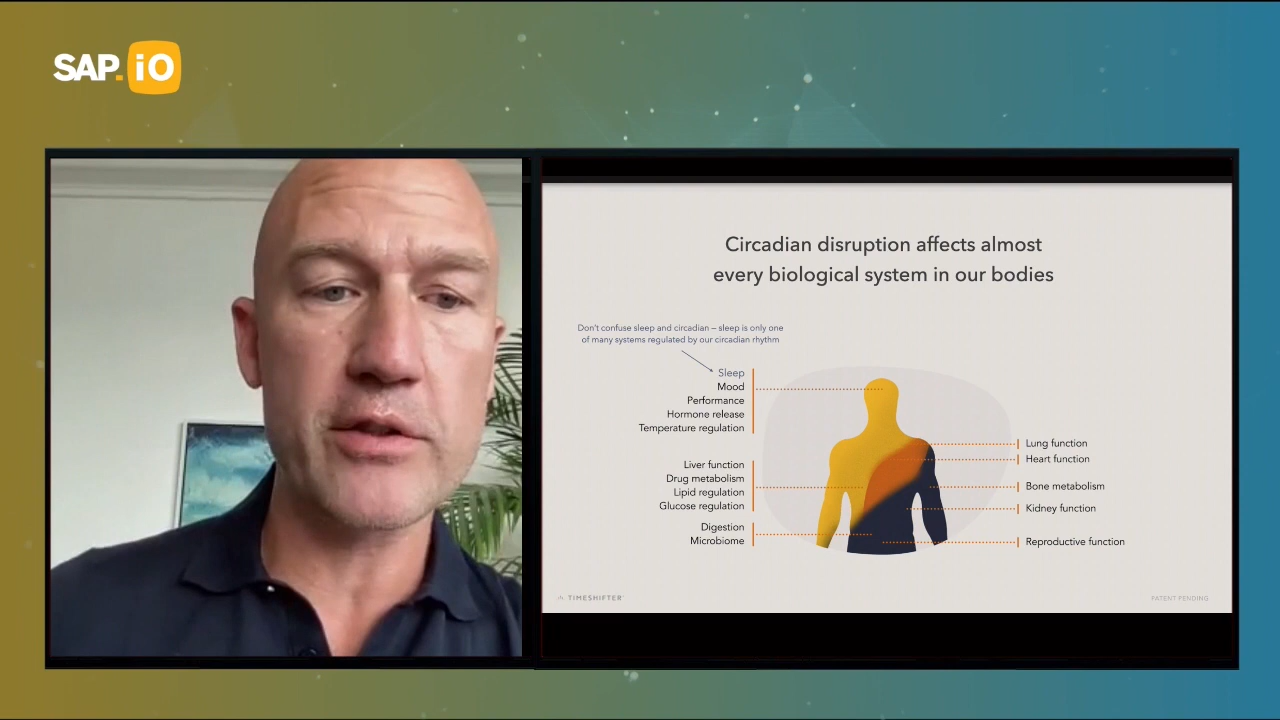 SAP.iO
Circadian disruption affects almost
every biological system in our bodies
Don't confuse sleep and circadian – sleep is only one
of many systems regulated by our circadian rhythm
Sleep
Mood
Performance
Hormone release
Temperature regulation
Liver function
Drug metabolism
Lipid regulation
Glucose regulation
Digestion
Microbiome
Lung function
Heart function
Bone metabolism
Kidney function
Reproductive function
TIMESHIFTER
PATENT PENDING